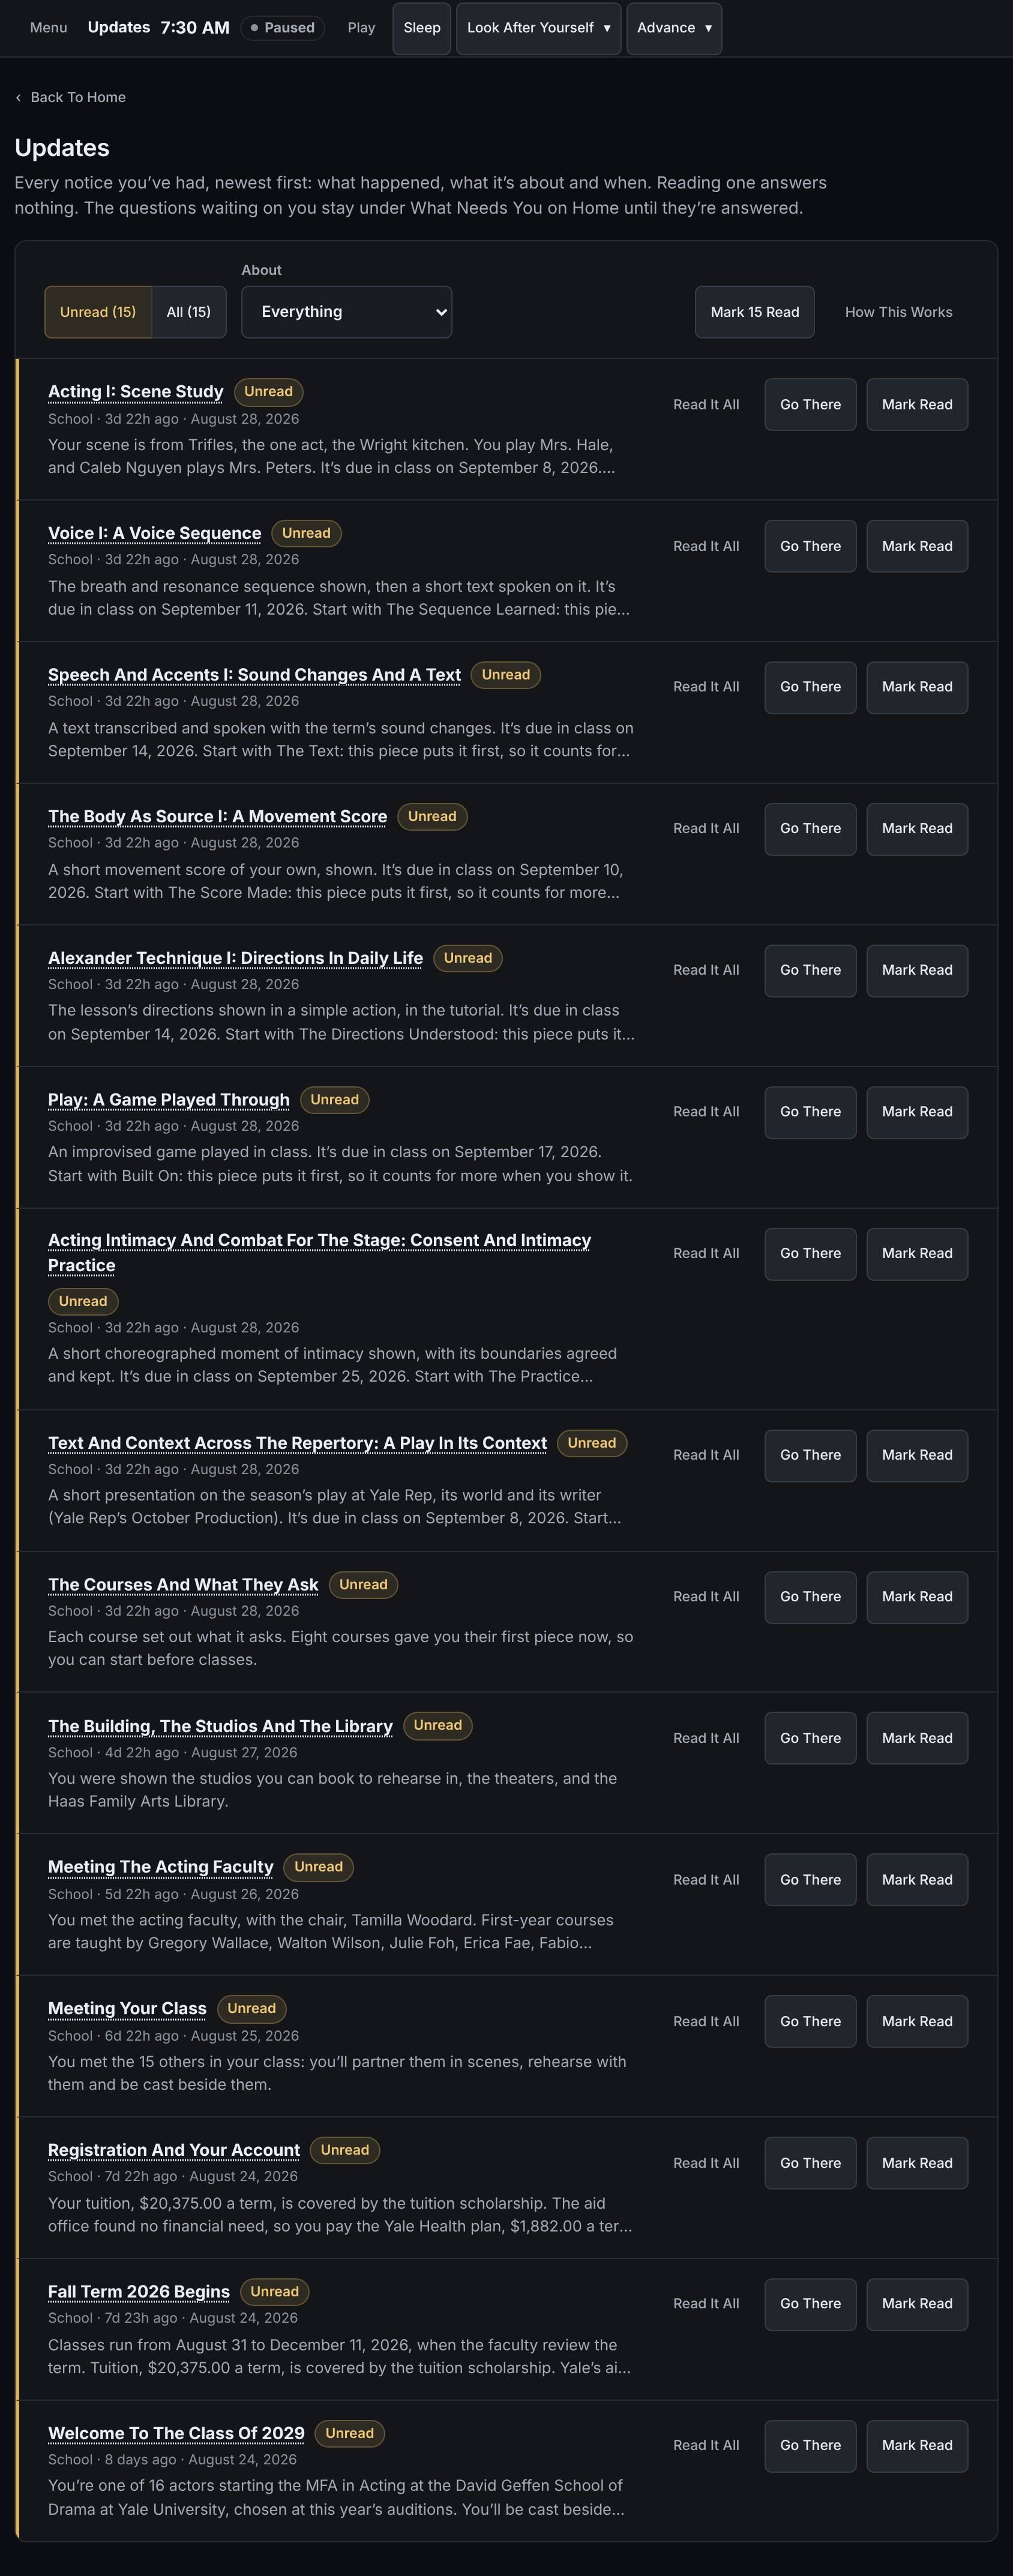 Menu Updates 7:30 AM Paused Play Sleep Look After Yourself ▾ Advance ▾
‹ Back To Home
Updates
Every notice you’ve had, newest first: what happened, what it’s about and when. Reading one answers
nothing. The questions waiting on you stay under What Needs You on Home until they’re answered.
About
Unread (15) All (15) Everything Mark 15 Read How This Works
Acting I: Scene Study Unread
Read It All Go There Mark Read
School · 3d 22h ago · August 28, 2026
Your scene is from Trifles, the one act, the Wright kitchen. You play Mrs. Hale,
and Caleb Nguyen plays Mrs. Peters. It’s due in class on September 8, 2026....
Voice I: A Voice Sequence Unread
Read It All Go There Mark Read
School · 3d 22h ago · August 28, 2026
The breath and resonance sequence shown, then a short text spoken on it. It’s
due in class on September 11, 2026. Start with The Sequence Learned: this pie...
Speech And Accents I: Sound Changes And A Text Unread
Read It All Go There Mark Read
School · 3d 22h ago · August 28, 2026
A text transcribed and spoken with the term’s sound changes. It’s due in class on
September 14, 2026. Start with The Text: this piece puts it first, so it counts for...
The Body As Source I: A Movement Score Unread
Read It All Go There Mark Read
School · 3d 22h ago · August 28, 2026
A short movement score of your own, shown. It’s due in class on September 10,
2026. Start with The Score Made: this piece puts it first, so it counts for more...
Alexander Technique I: Directions In Daily Life Unread
Read It All Go There Mark Read
School · 3d 22h ago · August 28, 2026
The lesson’s directions shown in a simple action, in the tutorial. It’s due in class
on September 14, 2026. Start with The Directions Understood: this piece puts it...
Play: A Game Played Through Unread
Read It All Go There Mark Read
School · 3d 22h ago · August 28, 2026
An improvised game played in class. It’s due in class on September 17, 2026.
Start with Built On: this piece puts it first, so it counts for more when you show it.
Acting Intimacy And Combat For The Stage: Consent And Intimacy
Practice
Read It All Go There Mark Read
Unread
School · 3d 22h ago · August 28, 2026
A short choreographed moment of intimacy shown, with its boundaries agreed
and kept. It’s due in class on September 25, 2026. Start with The Practice...
Text And Context Across The Repertory: A Play In Its Context Unread
Read It All Go There Mark Read
School · 3d 22h ago · August 28, 2026
A short presentation on the season’s play at Yale Rep, its world and its writer
(Yale Rep’s October Production). It’s due in class on September 8, 2026. Start...
The Courses And What They Ask Unread
Read It All Go There Mark Read
School · 3d 22h ago · August 28, 2026
Each course set out what it asks. Eight courses gave you their first piece now, so
you can start before classes.
The Building, The Studios And The Library Unread
Read It All Go There Mark Read
School · 4d 22h ago · August 27, 2026
You were shown the studios you can book to rehearse in, the theaters, and the
Haas Family Arts Library.
Meeting The Acting Faculty Unread
Read It All Go There Mark Read
School · 5d 22h ago · August 26, 2026
You met the acting faculty, with the chair, Tamilla Woodard. First-year courses
are taught by Gregory Wallace, Walton Wilson, Julie Foh, Erica Fae, Fabio...
Meeting Your Class Unread
Read It All Go There Mark Read
School · 6d 22h ago · August 25, 2026
You met the 15 others in your class: you’ll partner them in scenes, rehearse with
them and be cast beside them.
Registration And Your Account Unread
Read It All Go There Mark Read
School · 7d 22h ago · August 24, 2026
Your tuition, $20,375.00 a term, is covered by the tuition scholarship. The aid
office found no financial need, so you pay the Yale Health plan, $1,882.00 a ter...
Fall Term 2026 Begins Unread
Read It All Go There Mark Read
School · 7d 23h ago · August 24, 2026
Classes run from August 31 to December 11, 2026, when the faculty review the
term. Tuition, $20,375.00 a term, is covered by the tuition scholarship. Yale’s ai...
Welcome To The Class Of 2029 Unread
Read It All Go There Mark Read
School · 8 days ago · August 24, 2026
You’re one of 16 actors starting the MFA in Acting at the David Geffen School of
Drama at Yale University, chosen at this year’s auditions. You’ll be cast beside...